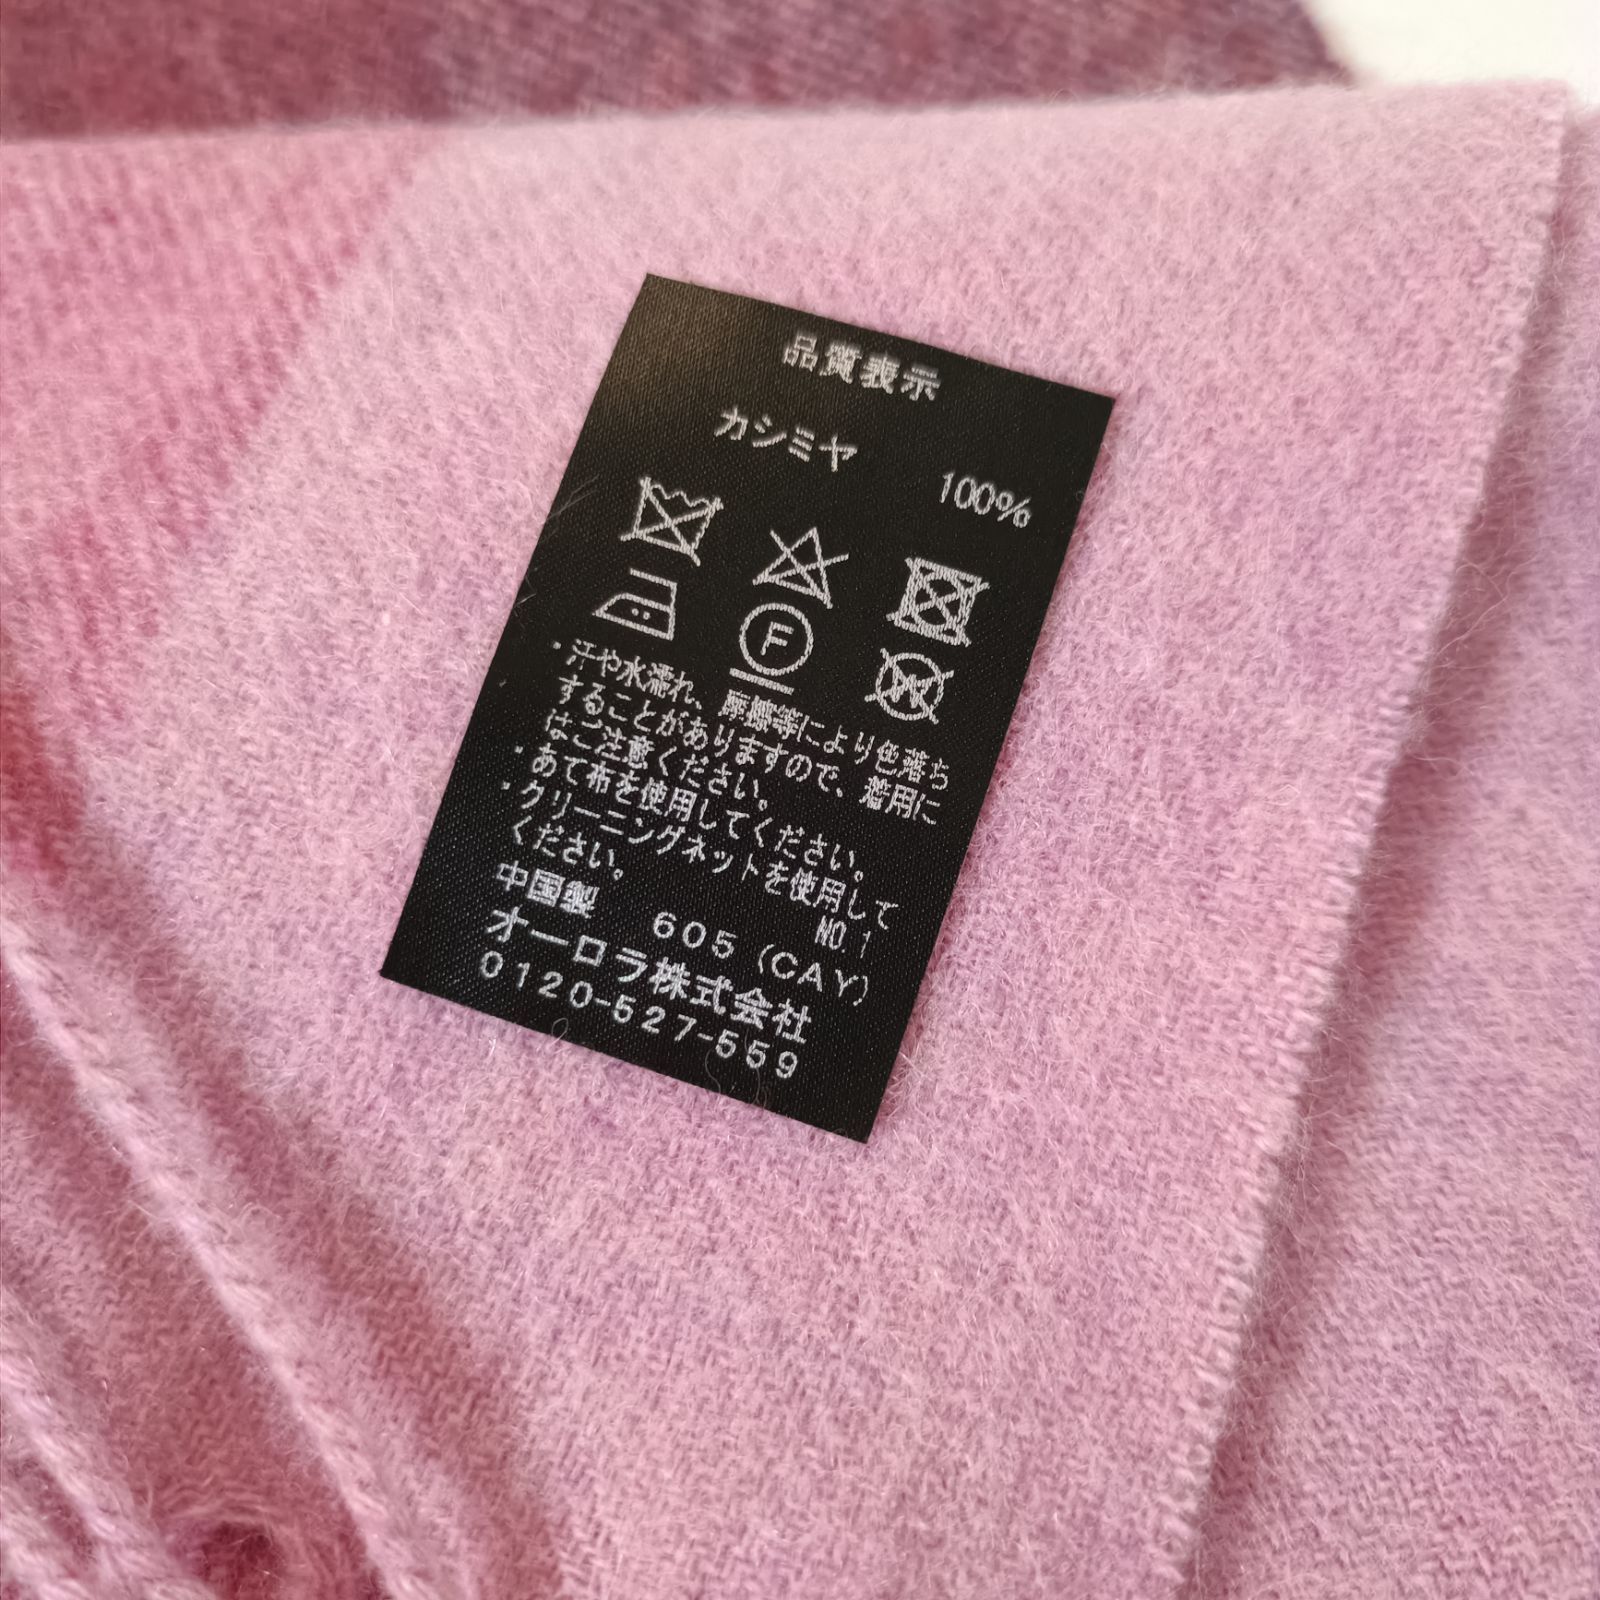 品質表示
カシミヤ 100%
F
W
・汗や水濡れ、摩擦等により色落ち
することがありますので、着用に
はご注意ください。
・あて布を使用してください。
・クリーニングネットを使用して
ください。 NO.1
中国製 605 (CAY)
オーロラ株式会社
0120-527-559